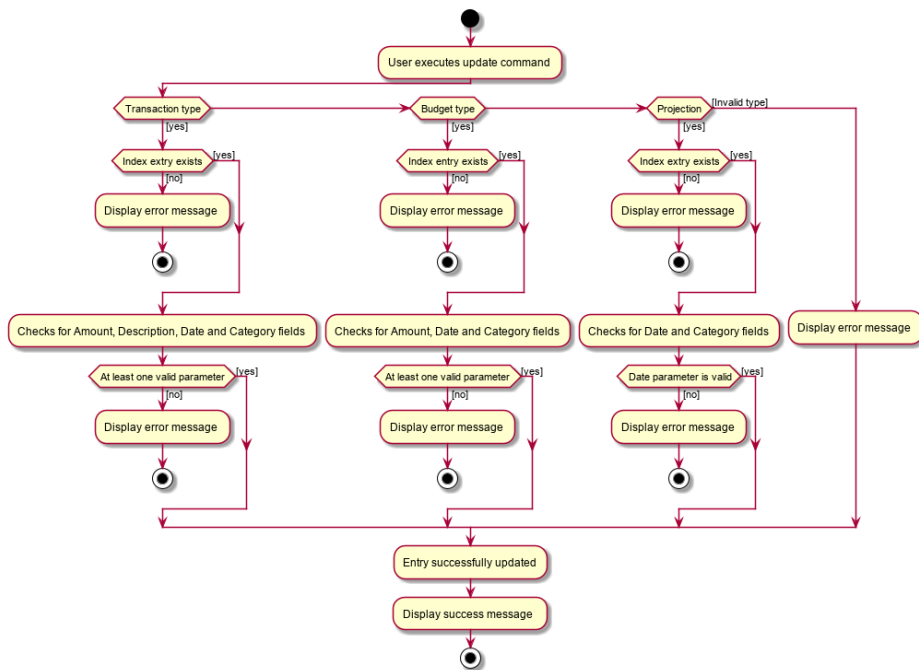 User executes update command
Transaction type
Budget type
Projection
[Invalid type]
[yes]
[yes]
[yes]
Index etry exists
[yes]
Index entry exists
[yes]
Index entry exists
[yes]
[no]
[no]
[no]
Display error message
Display error message
Display error message
Checks for Amount, Description, Date and Category fields
Checks for Amount, Date and Category fields
Checks for Date and Category fields
Display error message
At least one valid parameter
[yes]
At least one valid parameter
[yes]
Date parameter is valid
[yes]
[no]
[no]
[no]
Display error message
Display error message
Display error message
Entry successfully updated
Display success message